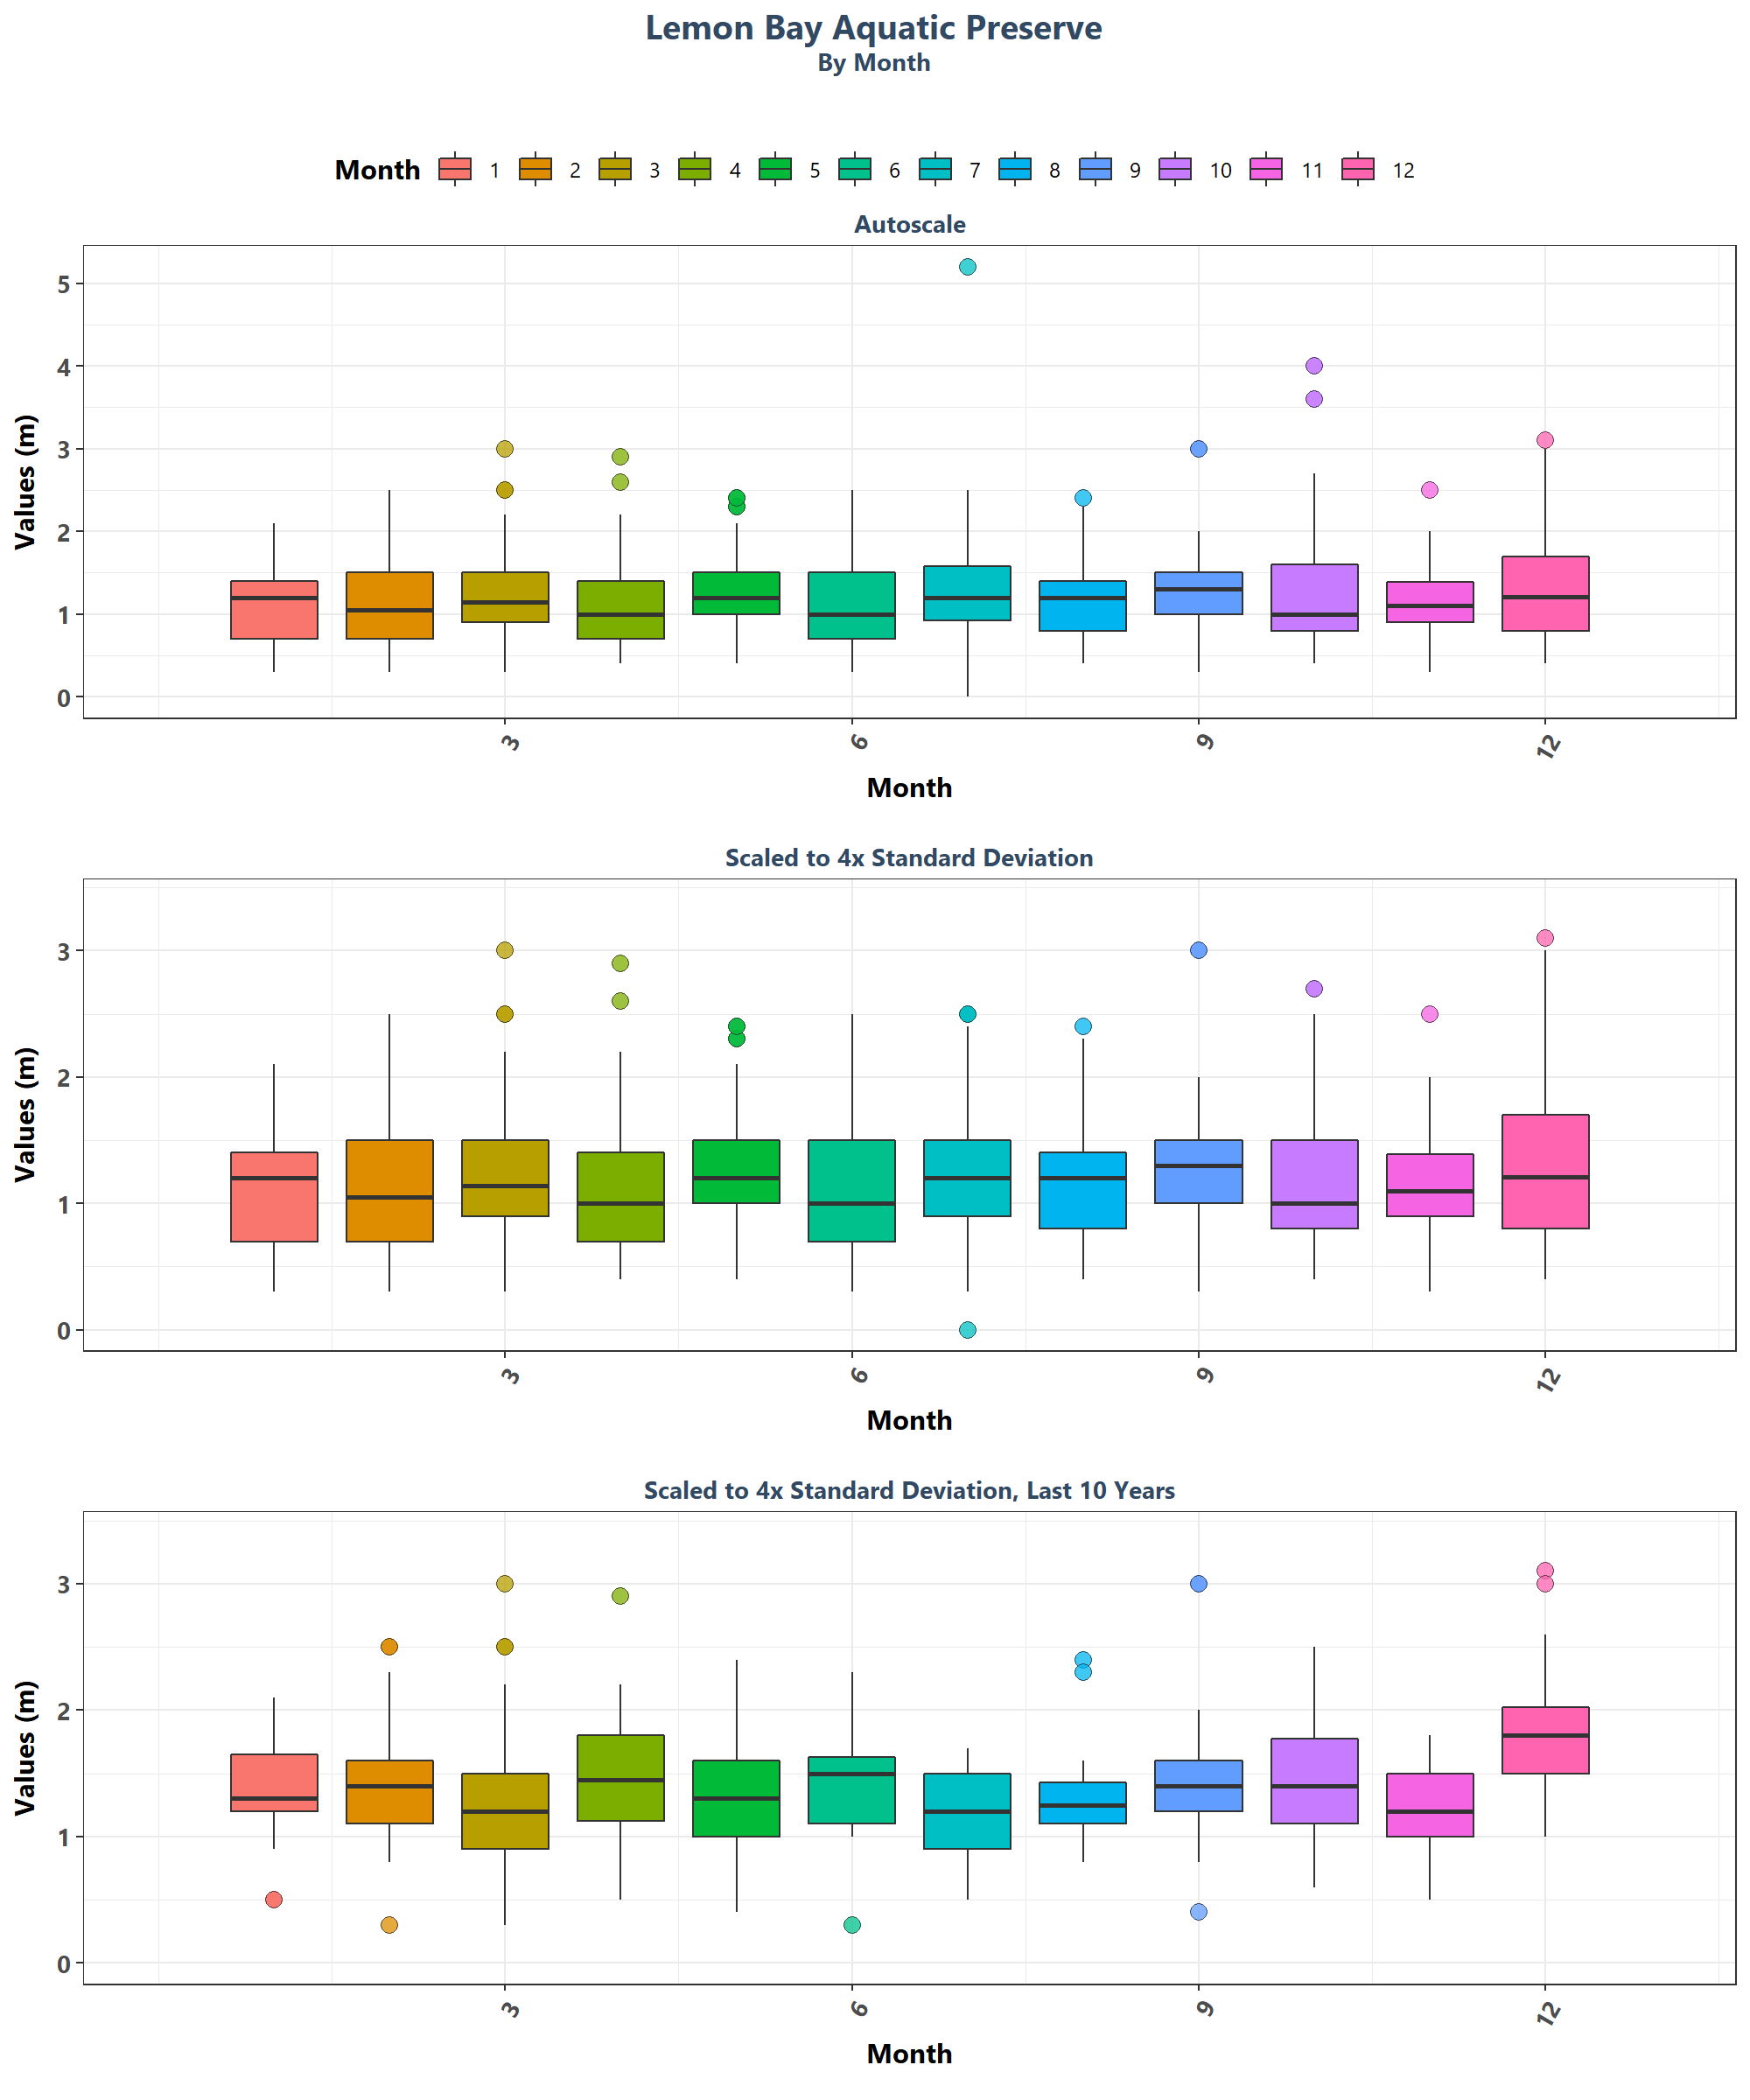 Lemon Bay Aquatic Preserve
By Month
Month 1 2 3 4 5 6 7 8 9 10 11 12
Autoscale
Values (m)
5
4
3
2
1
0
3 6 9 12
Month
Scaled to 4x Standard Deviation
Values (m)
3
2
1
0
3 6 9 12
Month
Scaled to 4x Standard Deviation, Last 10 Years
Values (m)
3
2
1
0
3 6 9 12
Month